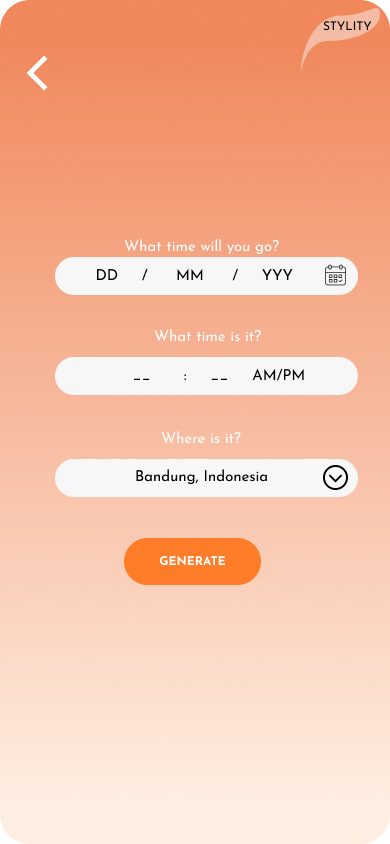 STYLITY
What time will you go?
DD / MM / YYY
What time is it?
__ : __ AM/PM
Where is it?
Bandung, Indonesia
GENERATE